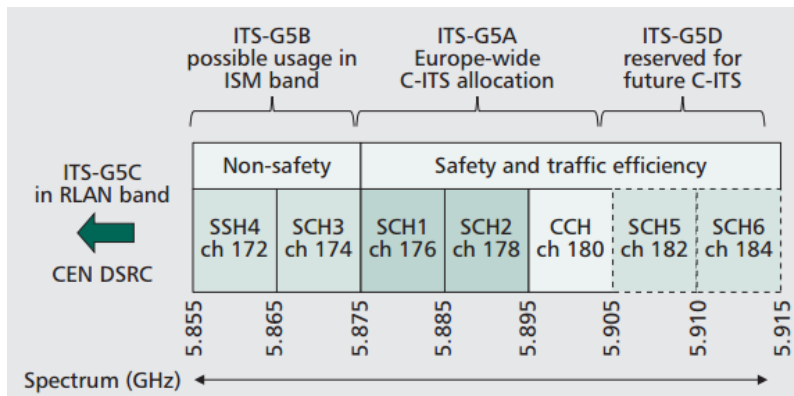 ITS-G5B
possible usage in
ISM band
ITS-G5A
Europe-wide
C-ITS allocation
ITS-G5D
reserved for
future C-ITS
ITS-G5C
in RLAN band
CEN DSRC
Non-safety
Safety and traffic efficiency
SSH4
ch 172
SCH3
ch 174
SCH1
ch 176
SCH2
ch 178
CCH
ch 180
SCH5
ch 182
SCH6
ch 184
5.855
5.865
5.875
5.885
5.895
5.905
5.910
5.915
Spectrum (GHz)